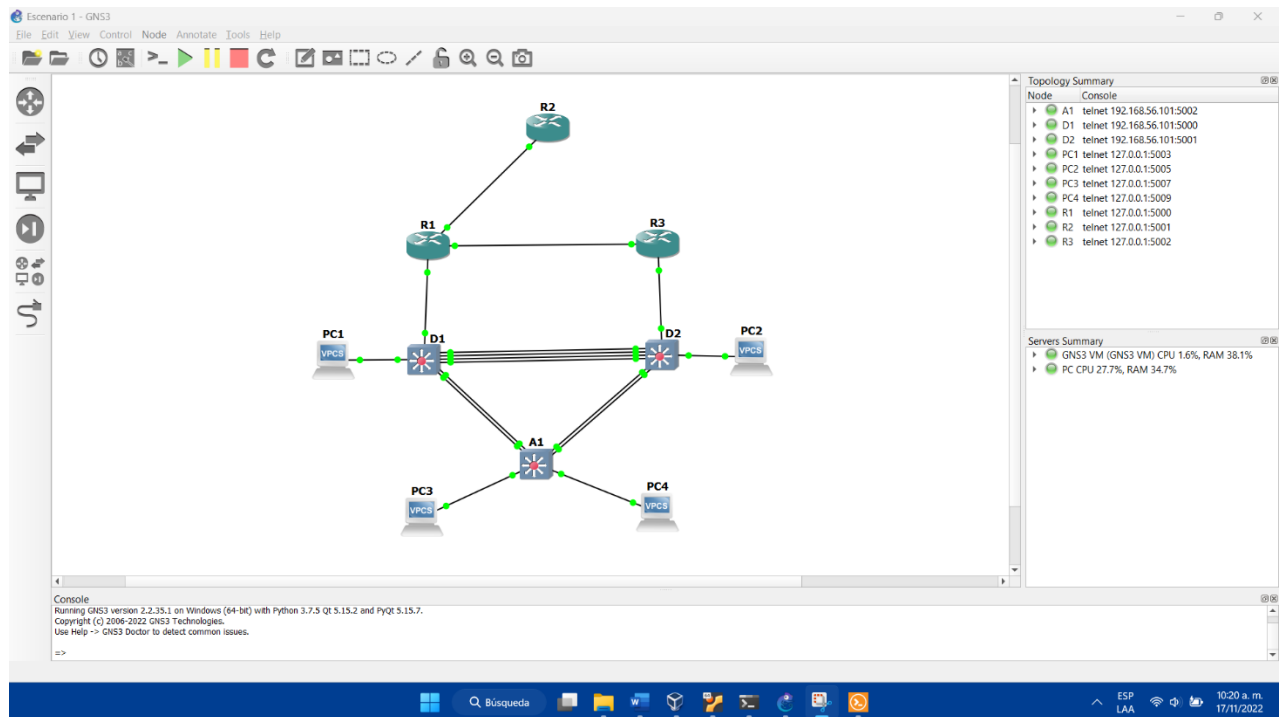 Escenario 1 - GNS3
File Edit View Control Node Annotate Tools Help
R2
R1
R3
PC1
VPCS
D1
D2
PC2
VPCS
A1
PC3
VPCS
PC4
VPCS
Topology Summary
Node Console
A1 telnet 192.168.56.101:5002
D1 telnet 192.168.56.101:5000
D2 telnet 192.168.56.101:5001
PC1 telnet 127.0.0.1:5003
PC2 telnet 127.0.0.1:5005
PC3 telnet 127.0.0.1:5007
PC4 telnet 127.0.0.1:5009
R1 telnet 127.0.0.1:5000
R2 telnet 127.0.0.1:5001
R3 telnet 127.0.0.1:5002
Servers Summary
GNS3 VM (GNS3 VM) CPU 1.6%, RAM 38.1%
PC CPU 27.7%, RAM 34.7%
Console
Running GNS3 version 2.2.35.1 on Windows (64-bit) with Python 3.7.5 Qt 5.15.2 and PyQt 5.15.7.
Copyright (c) 2006-2022 GNS3 Technologies.
Use Help -> GNS3 Doctor to detect common issues.
=>
Búsqueda
ESP
LAA
10:20 a. m.
17/11/2022